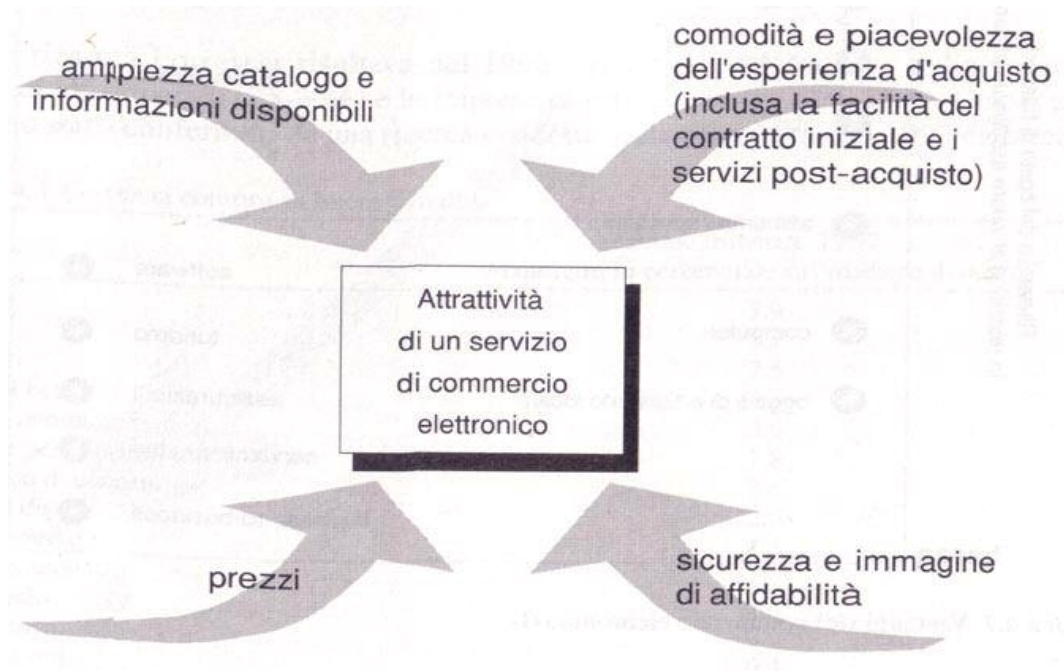 ampiezza catalogo e
informazioni disponibili
comodità e piacevolezza
dell'esperienza d'acquisto
(inclusa la facilità del
contratto iniziale e i
servizi post-acquisto)
Attrattività
di un servizio
di commercio
elettronico
prezzi
sicurezza e immagine
di affidabilità